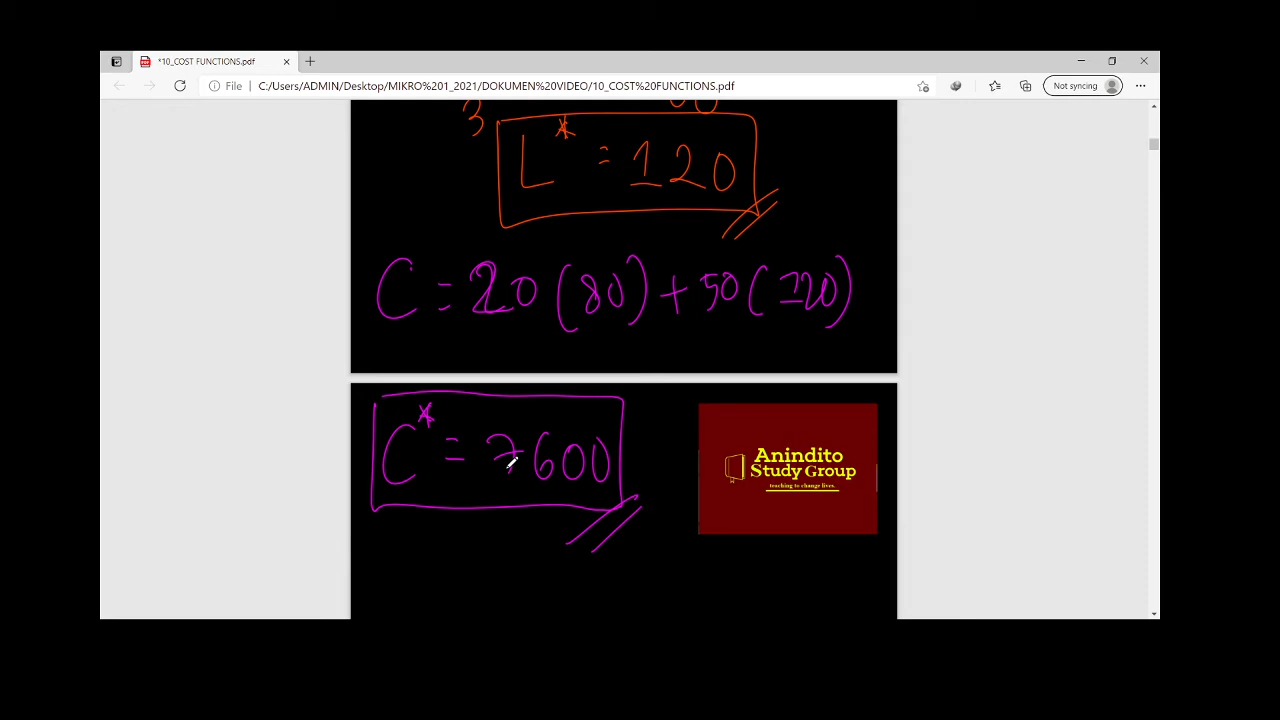 *10_COST FUNCTIONS.pdf
File
C:/Users/ADMIN/Desktop/MIKRO%201_2021/DOKUMEN%20VIDEO/10_COST%20FUNCTIONS.pdf
Not syncing
3
L* = 120
C = 20 (80) + 50 (120)
C* = 7600
Anindito
Study Group
teaching to change lives.